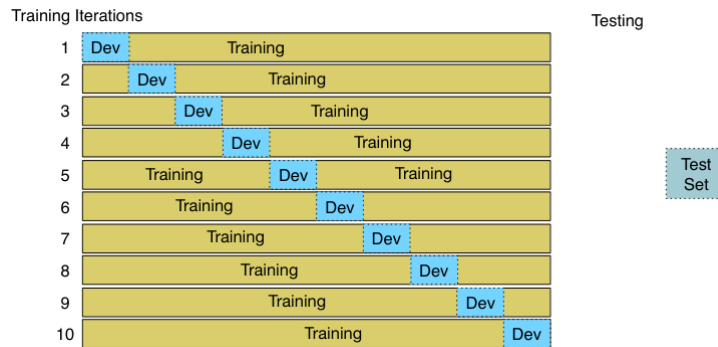 Training Iterations
Testing
1 Dev Training
2 Dev Training
3 Dev Training
4 Dev Training
5 Training Dev Training
6 Training Dev
7 Training Dev
8 Training Dev
9 Training Dev
10 Training Dev
Test
Set